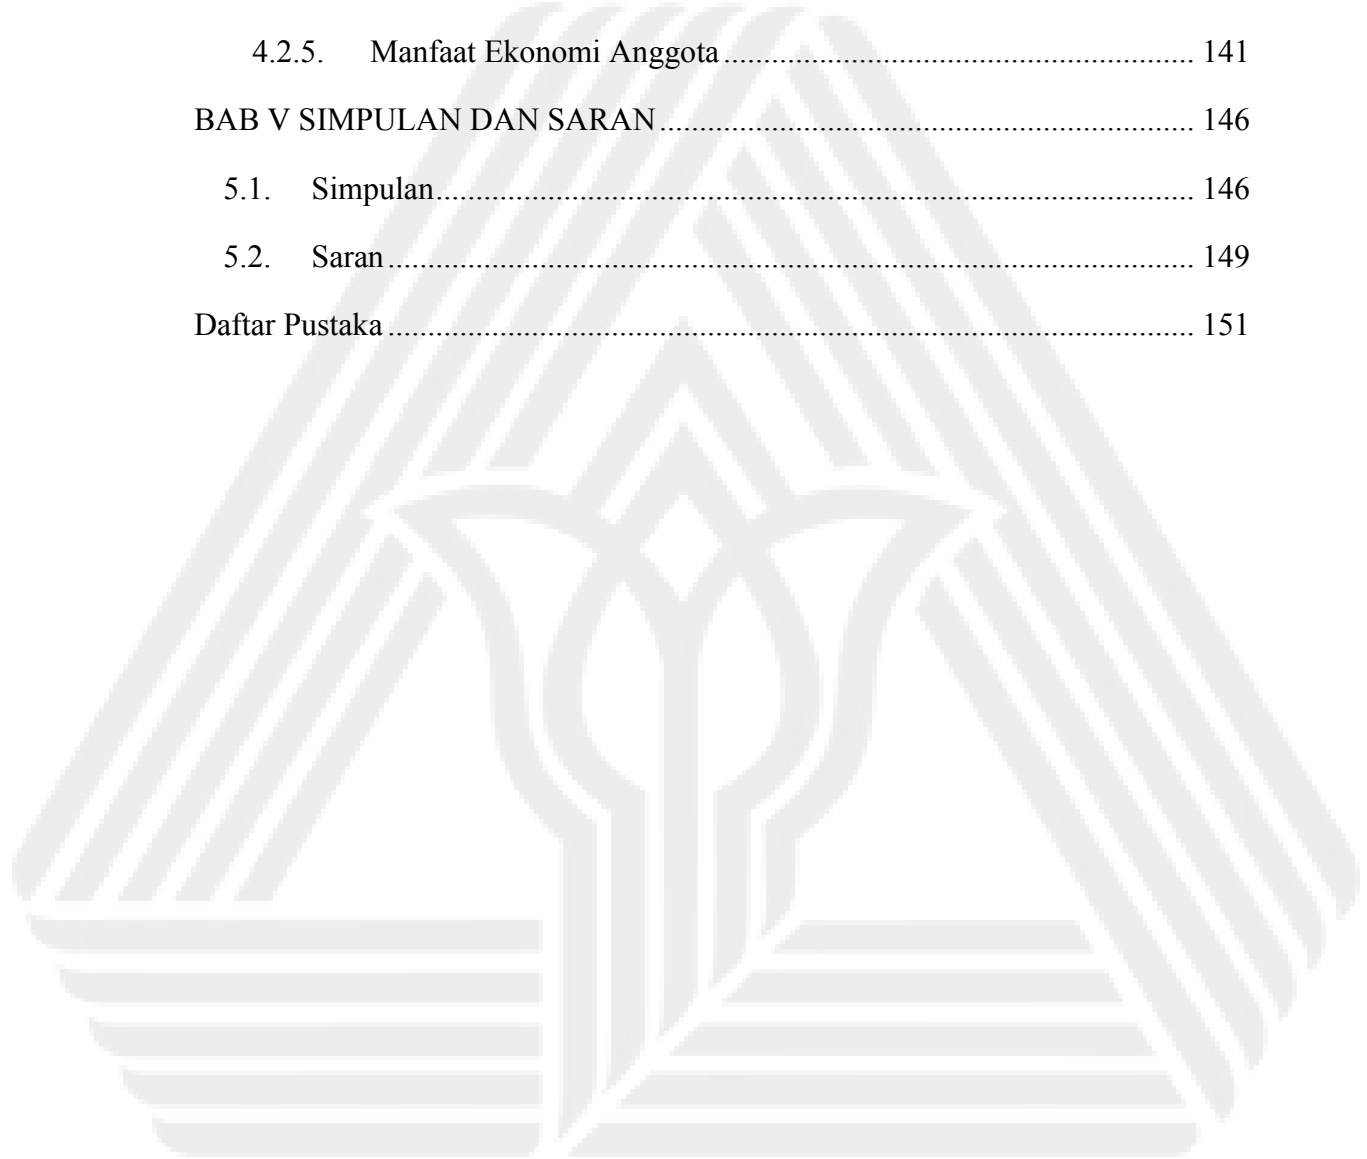 4.2.5. Manfaat Ekonomi Anggota ........................................................... 141
BAB V SIMPULAN DAN SARAN ................................................................... 146
5.1. Simpulan ............................................................................................... 146
5.2. Saran ..................................................................................................... 149
Daftar Pustaka ..................................................................................................... 151